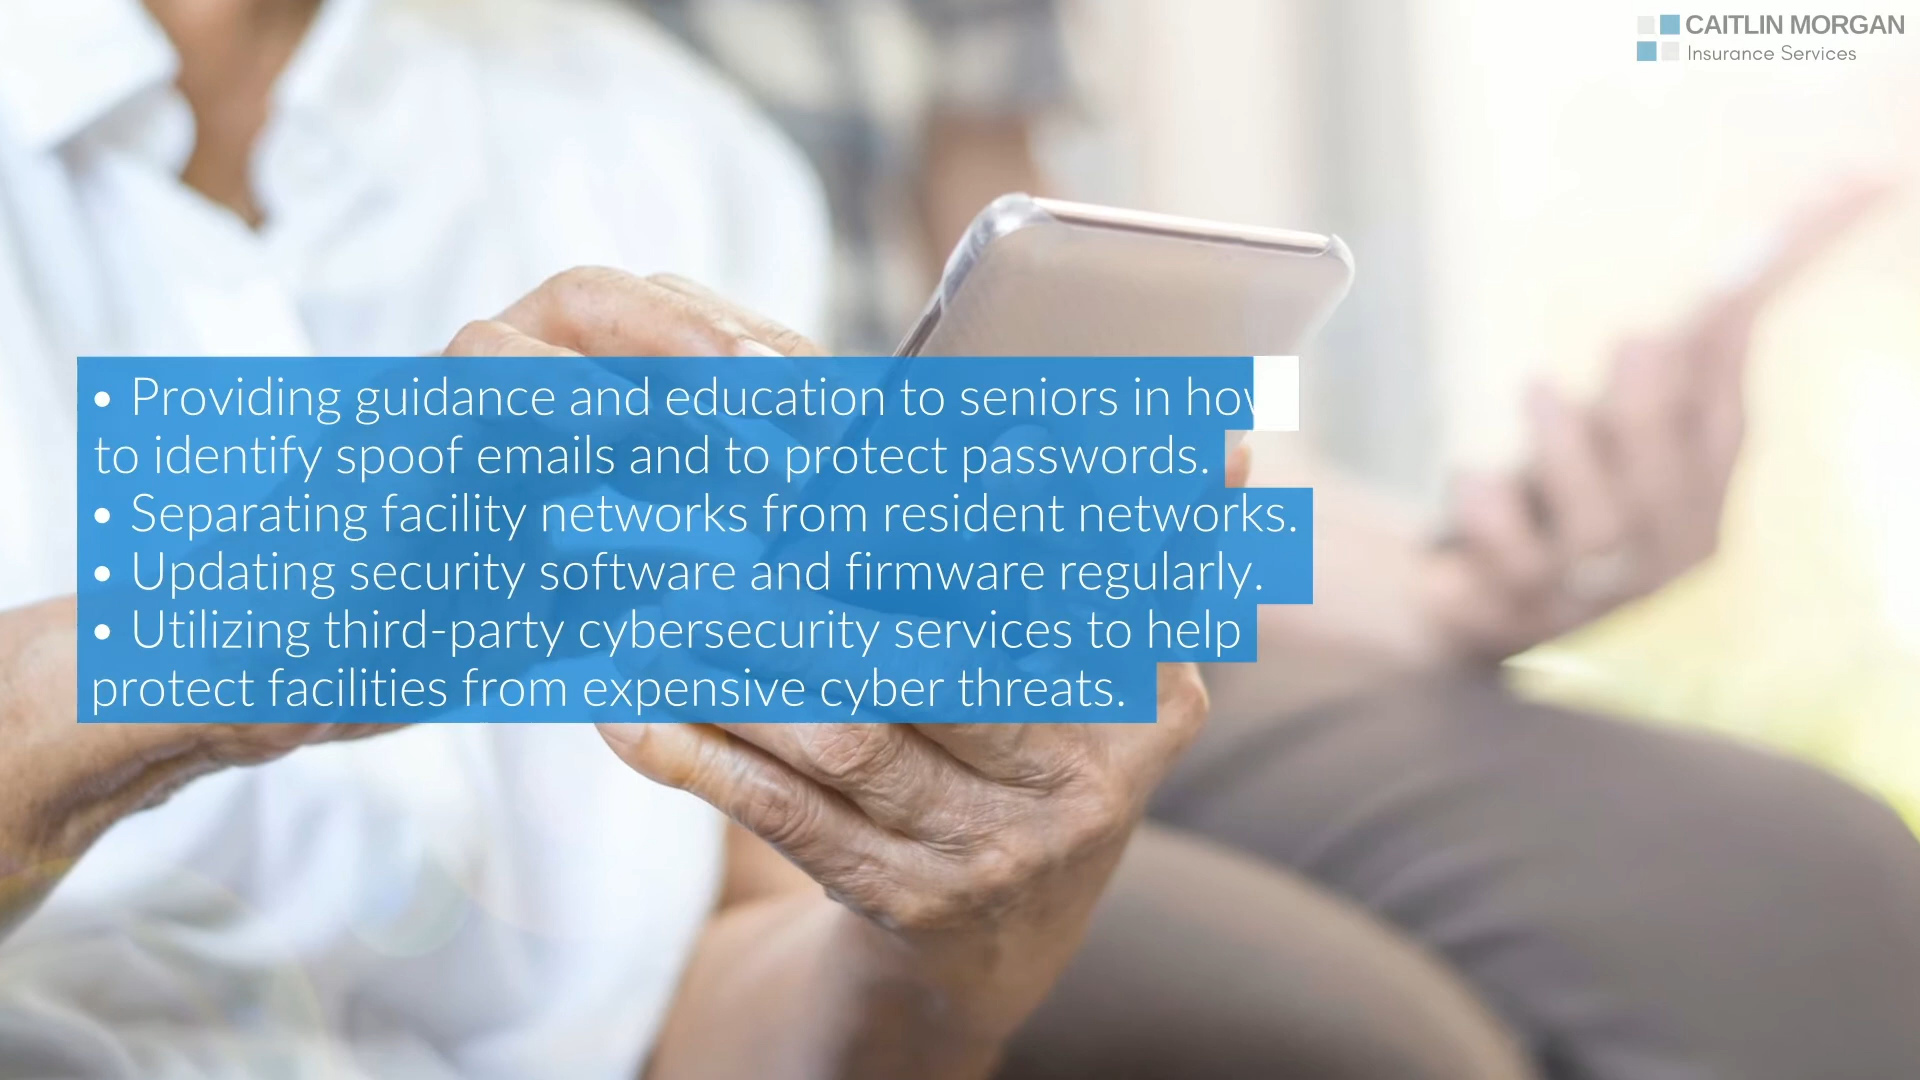 CAITLIN MORGAN
Insurance Services
• Providing guidance and education to seniors in
to identify spoof emails and to protect passwords.
• Separating facility networks from resident networks.
• Updating security software and firmware regularly.
• Utilizing third-party cybersecurity services to help
protect facilities from expensive cyber threats.